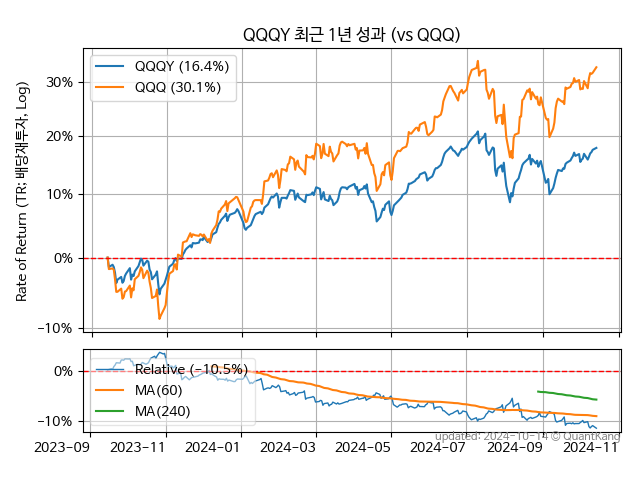 QQQY 최근 1년 성과 (vs QQQ)
QQQY (16.4%)
QQQ (30.1%)
Rate of Return (TR: 배당재투자, Log)
30%
20%
10%
0%
−10%
Relative (−10.5%)
MA(60)
MA(240)
0%
−10%
updated: 2024-10-14 © QuantKang
2023-09 2023-11 2024-01 2024-03 2024-05 2024-07 2024-09 2024-11